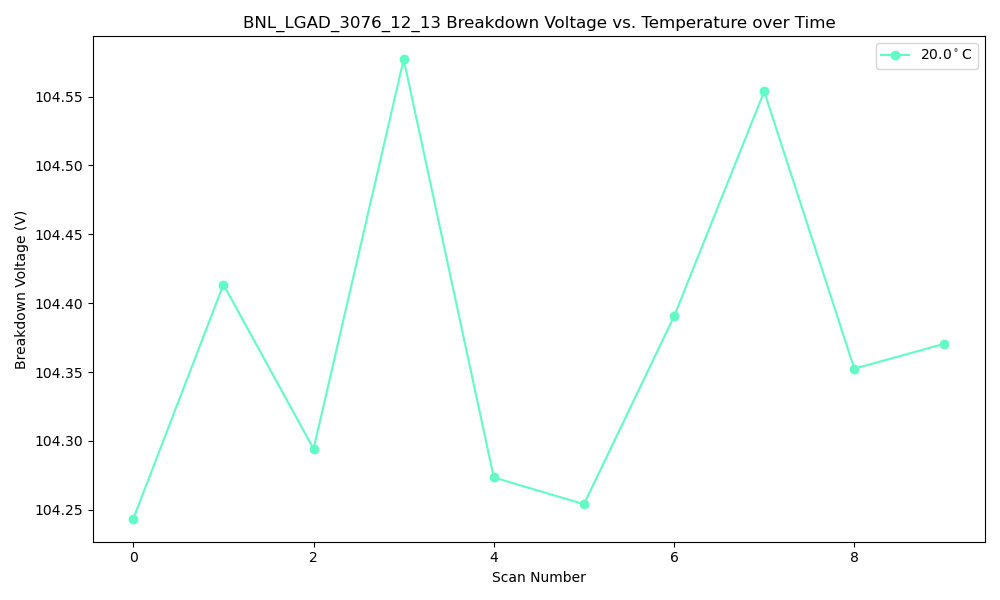 BNL_LGAD_3076_12_13 Breakdown Voltage vs. Temperature over Time
20.0°C
104.55
104.50
104.45
104.40
104.35
104.30
104.25
Breakdown Voltage (V)
0 2 4 6 8
Scan Number